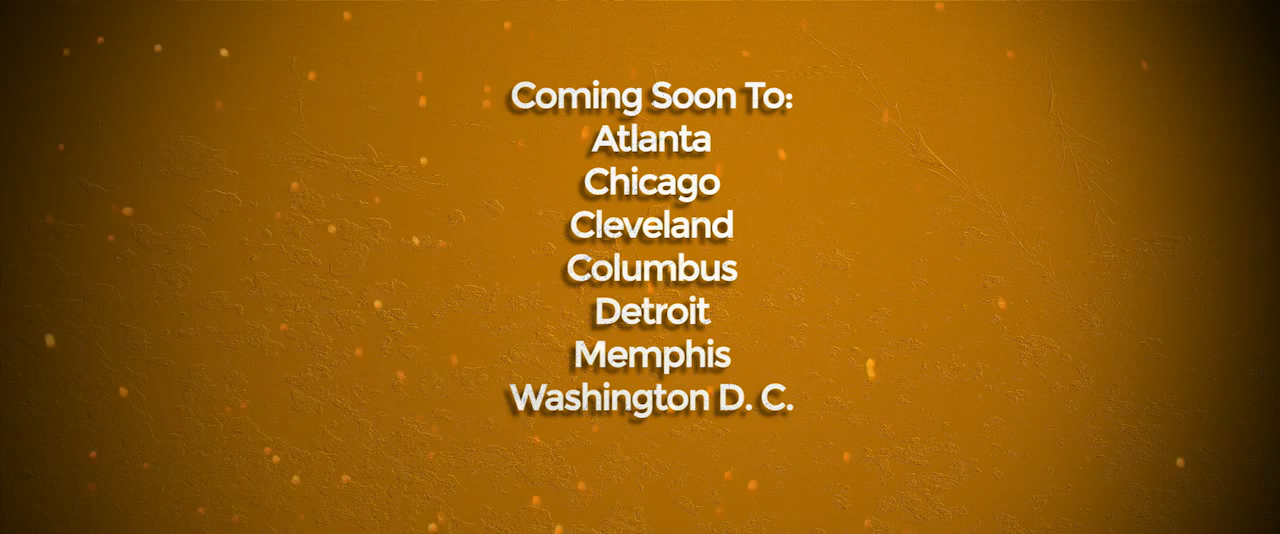 Coming Soon To:
Atlanta
Chicago
Cleveland
Columbus
Detroit
Memphis
Washington D. C.